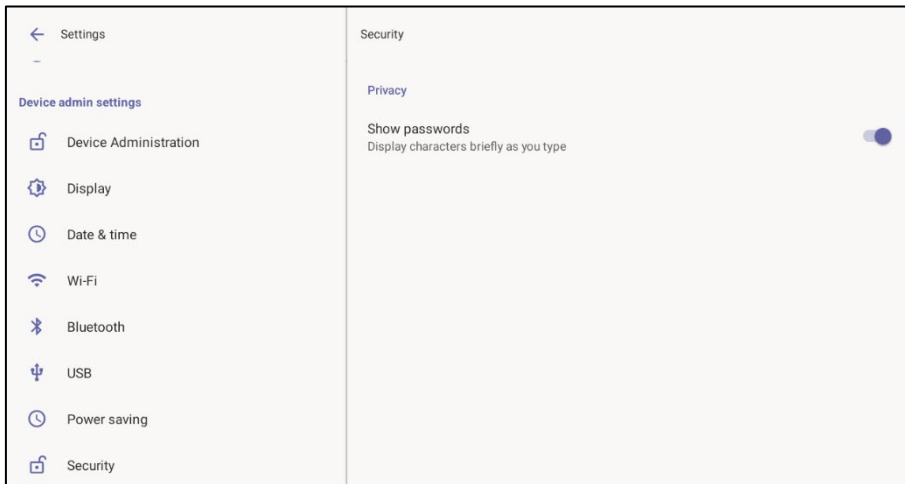 Settings
Device admin settings
Device Administration
Display
Date & time
Wi-Fi
Bluetooth
USB
Power saving
Security
Security
Privacy
Show passwords
Display characters briefly as you type